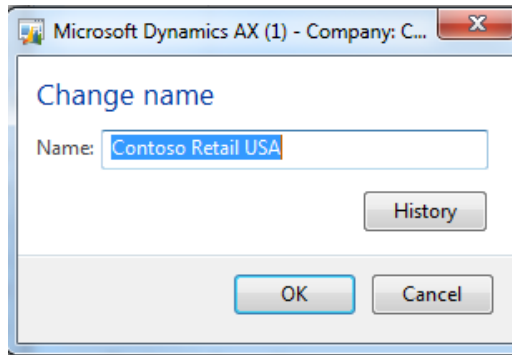 Microsoft Dynamics AX (1) - Company: C...
Change name
Name: Contoso Retail USA
History
OK Cancel